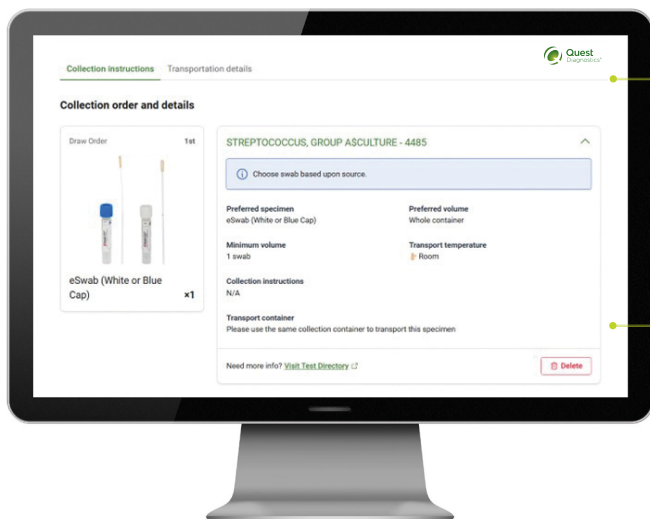 Quest
Diagnostics®
Collection instructions Transportation details
Collection order and details
Draw Order 1st
eSwab (White or Blue
Cap) ×1
STREPTOCOCCUS, GROUP A$CULTURE - 4485
Choose swab based upon source.
Preferred specimen Preferred volume
eSwab (White or Blue Cap) Whole container
Minimum volume Transport temperature
1 swab Room
Collection instructions
N/A
Transport container
Please use the same collection container to transport this specimen
Need more info? Visit Test Directory Delete